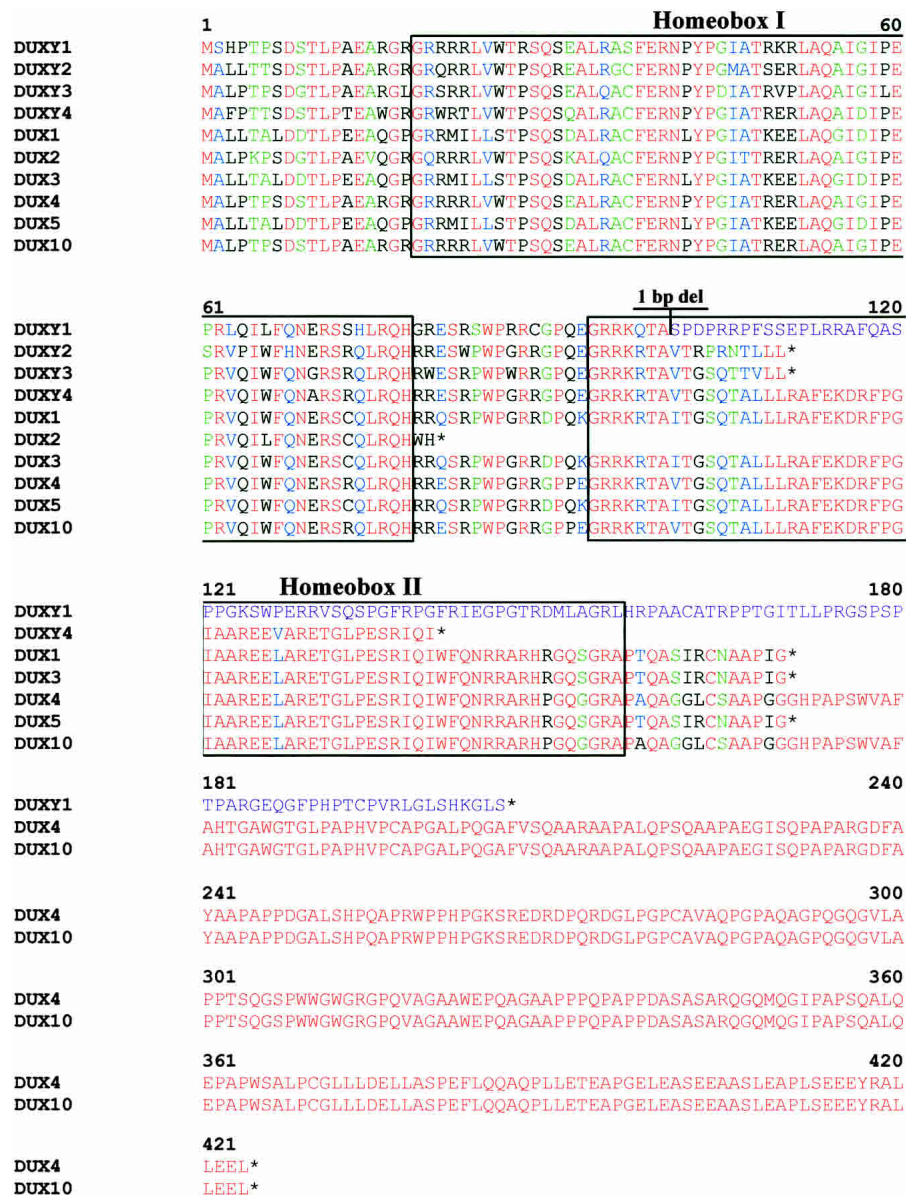 1 Homeobox I 60
DUXY1 MSHPTPSDSTLPAEARGRGRRRRLVWTRSQSEALRASFERNPYPGIATRKRLAQAIGIPE
DUXY2 MALLTTSDSTLPAEARGRGRQRRLVWTPSQREALRGCFERNPYPGMATSERLAQAIGIPE
DUXY3 MALPTPSDGTLPAEARGLGRSRRLVWTPSQSEALQACFERNPYPDIATRVPLAQAIGILE
DUXY4 MAFPTTSDSTLPTEAWGRGRWRTLVWTPSQSQALRACFERNPYPGIATRERLAQAIDIPE
DUX1 MALLTALDDTLPEEAQGPGRRMILLSTPSQSDALRACFERNLYPGIATKEELAQGIDIPE
DUX2 MALPKPSDGTLPAEVQGRGQRRRLVWTPSQSKALQACFERNPYPGITTRERLAQAIDIPE
DUX3 MALLTALDDTLPEEAQGPGRRMILLSTPSQSDALRACFERNLYPGIATKEELAQGIDIPE
DUX4 MALPTPSDSTLPAEARGRGRRRRLVWTPSQSEALRACFERNPYPGIATRERLAQAIGIPE
DUX5 MALLTALDDTLPEEAQGPGRRMILLSTPSQSDALRACFERNLYPGIATKEELAQGIDIPE
DUX10 MALPTPSDSTLPAEARGRGRRRRLVWTPSQSEALRACFERNPYPGIATRERLAQAIGIPE
61 1 bp del 120
DUXY1 PRLQILFQNERSSHLRQHGRESRSWPRRCGPQEGRRKQTASPDPRRPFSSEPLRRAFQAS
DUXY2 SRVPIWFHNERSRQLRQHRRESWPWPGRRGPQEGRRKRTAVTRPRNTLLL*
DUXY3 PRVQIWFQNGRSRQLRQHRWESRPWPWRRGPQEGRRKRTAVTGSQTTVLL*
DUXY4 PRVQIWFQNARSRQLRQHRRESRPWPGRRGPQEGRRKRTAVTGSQTALLLRAFEKDRFPG
DUX1 PRVQIWFQNERSCQLRQHRRQSRPWPGRRDPQKGRRKRTAITGSQTALLLRAFEKDRFPG
DUX2 PRVQILFQNERSCQLRQHWH*
DUX3 PRVQIWFQNERSCQLRQHRRQSRPWPGRRDPQKGRRKRTAITGSQTALLLRAFEKDRFPG
DUX4 PRVQIWFQNERSRQLRQHRRESRPWPGRRGPPEGRRKRTAVTGSQTALLLRAFEKDRFPG
DUX5 PRVQIWFQNERSCQLRQHRRQSRPWPGRRDPQKGRRKRTAITGSQTALLLRAFEKDRFPG
DUX10 PRVQIWFQNERSRQLRQHRRESRPWPGRRGPPEGRRKRTAVTGSQTALLLRAFEKDRFPG
121 Homeobox II 180
DUXY1 PPGKSWPERRVSQSPGFRPGFRIEGPGTRDMLAGRLHRPAACATRPPTGITLLPRGSPSP
DUXY4 IAAREEVARETGLPESRIQI*
DUX1 IAAREELARETGLPESRIQIWFQNRRARHRGQSGRAPTQASIRCNAAPIG*
DUX3 IAAREELARETGLPESRIQIWFQNRRARHRGQSGRAPTQASIRCNAAPIG*
DUX4 IAAREELARETGLPESRIQIWFQNRRARHPGQGGRAPAQAGGLCSAAPGGGHPAPSWVAF
DUX5 IAAREELARETGLPESRIQIWFQNRRARHRGQSGRAPTQASIRCNAAPIG*
DUX10 IAAREELARETGLPESRIQIWFQNRRARHPGQGGRAPAQAGGLCSAAPGGGHPAPSWVAF
181 240
DUXY1 TPARGEQGFPHPTCPVRLGLSHKGLS*
DUX4 AHTGAWGTGLPAPHVPCAPGALPQGAFVSQAARAAPALQPSQAAPAEGISQPAPARGDFA
DUX10 AHTGAWGTGLPAPHVPCAPGALPQGAFVSQAARAAPALQPSQAAPAEGISQPAPARGDFA
241 300
DUX4 YAAPAPPDGALSHPQAPRWPPHPGKSREDRDPQRDGLPGPCAVAQPGPAQAGPQGQGVLA
DUX10 YAAPAPPDGALSHPQAPRWPPHPGKSREDRDPQRDGLPGPCAVAQPGPAQAGPQGQGVLA
301 360
DUX4 PPTSQGSPWWGWGRGPQVAGAAWEPQAGAAPPPQPAPPDASASARQGQMQGIPAPSQALQ
DUX10 PPTSQGSPWWGWGRGPQVAGAAWEPQAGAAPPPQPAPPDASASARQGQMQGIPAPSQALQ
361 420
DUX4 EPAPWSALPCGLLLDELLASPEFLQQAQPLLETEAPGELEASEEAASLEAPLSEEEYRAL
DUX10 EPAPWSALPCGLLLDELLASPEFLQQAQPLLETEAPGELEASEEAASLEAPLSEEEYRAL
421
DUX4 LEEL*
DUX10 LEEL*